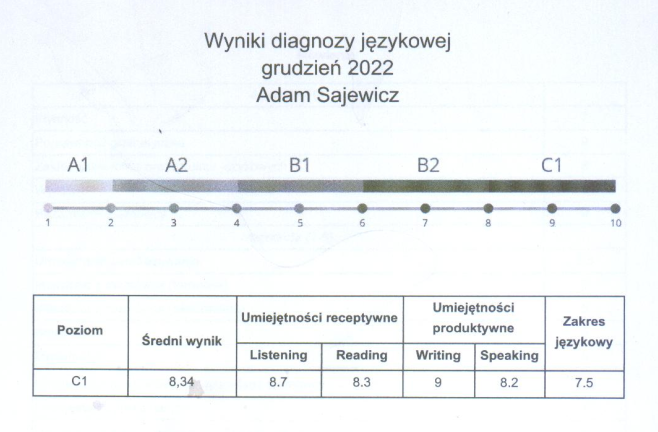 Wyniki diagnozy językowej
grudzień 2022
Adam Sajewicz
A1 A2 B1 B2 C1
1 2 3 4 5 6 7 8 9 10
Poziom Średni wynik Umiejętności receptywne Umiejętności produktywne Zakres językowy
Listening Reading Writing Speaking
C1 8,34 8.7 8.3 9 8.2 7.5